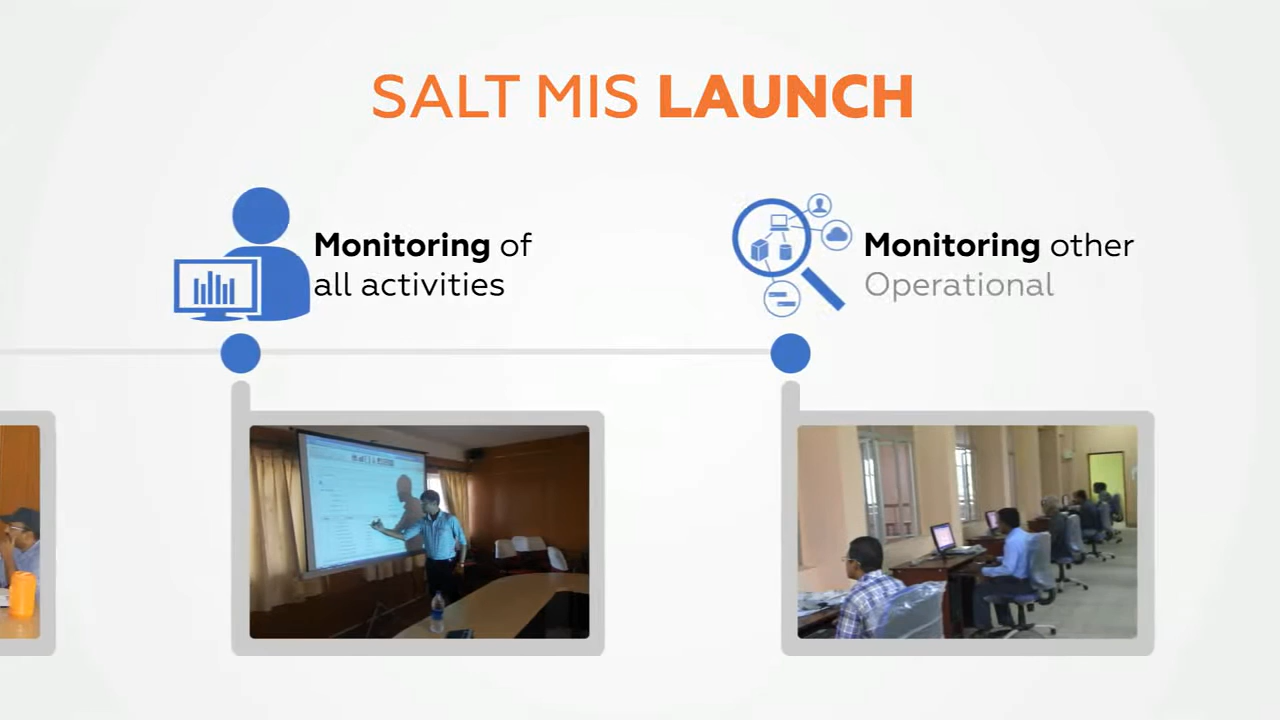 SALT MIS LAUNCH
Monitoring of
all activities
Monitoring other
Operational